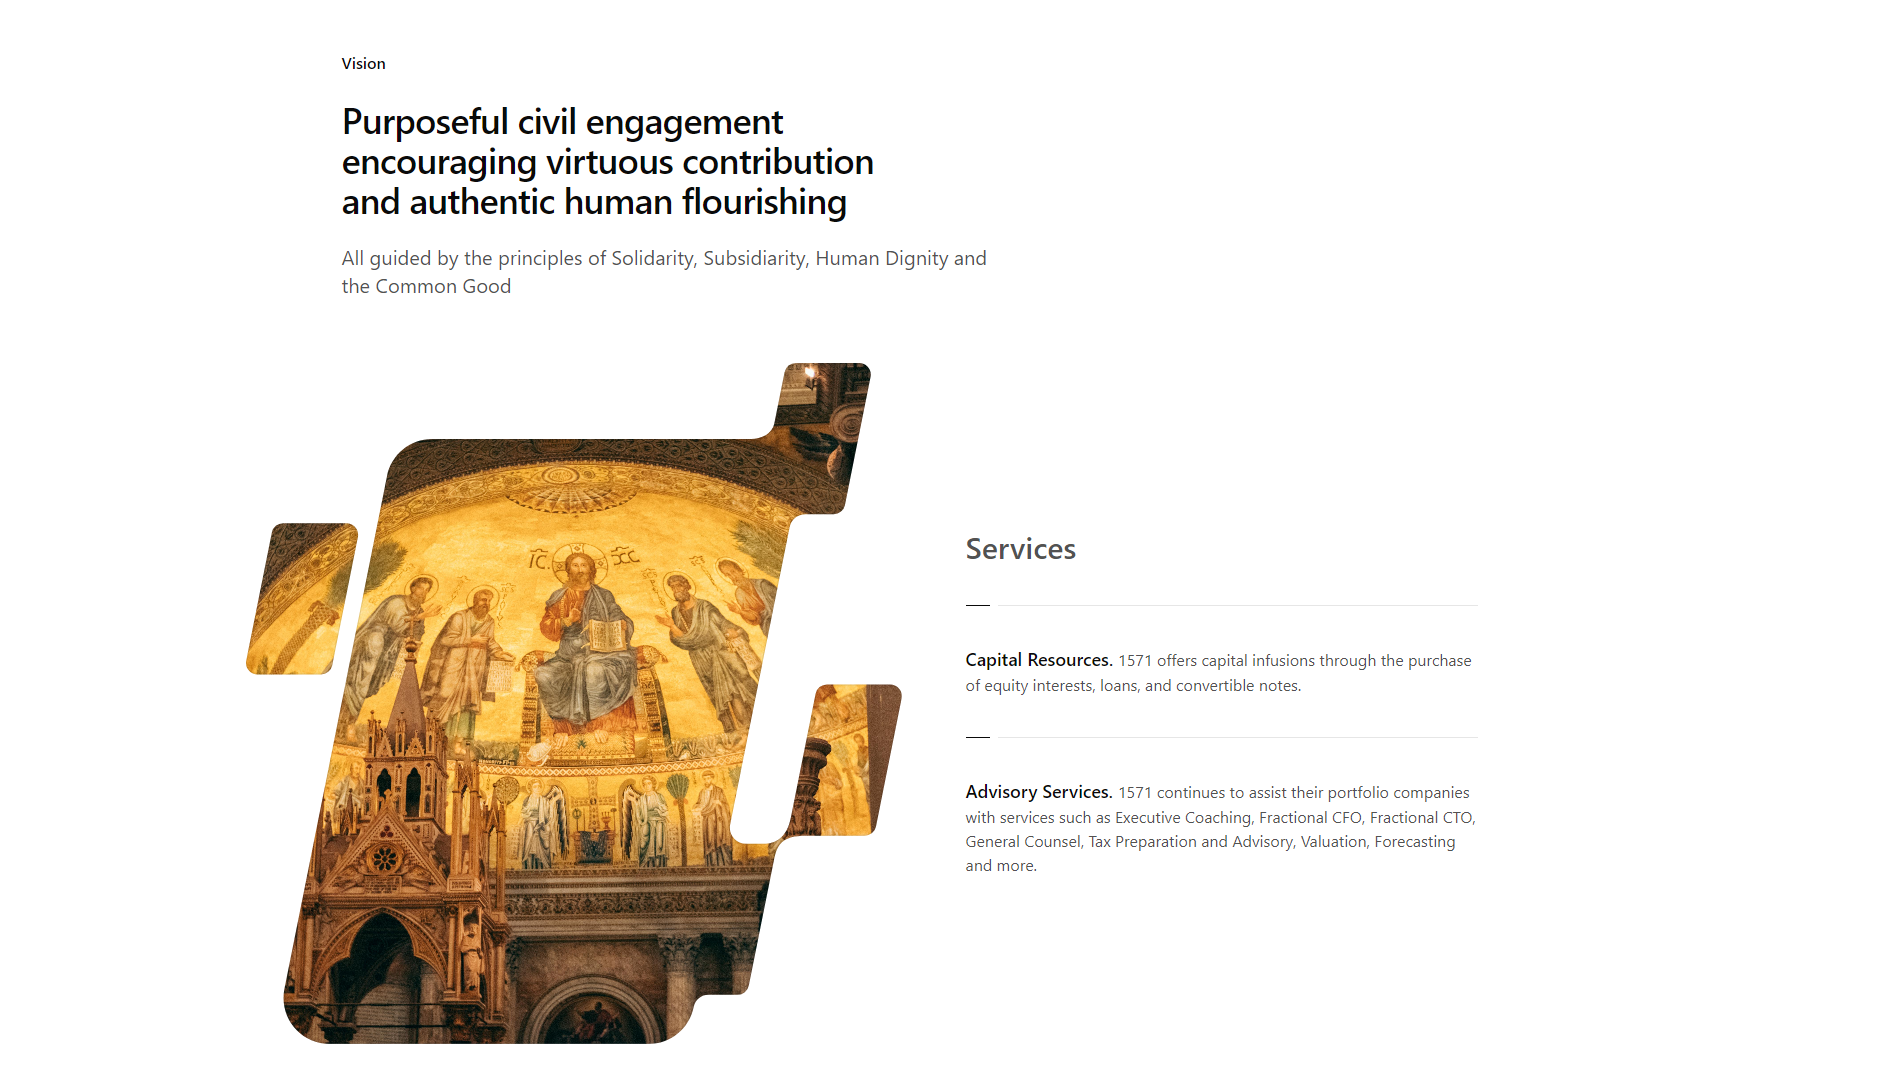 Vision
Purposeful civil engagement
encouraging virtuous contribution
and authentic human flourishing
All guided by the principles of Solidarity, Subsidiarity, Human Dignity and
the Common Good
Services
Capital Resources. 1571 offers capital infusions through the purchase
of equity interests, loans, and convertible notes.
Advisory Services. 1571 continues to assist their portfolio companies
with services such as Executive Coaching, Fractional CFO, Fractional CTO,
General Counsel, Tax Preparation and Advisory, Valuation, Forecasting
and more.